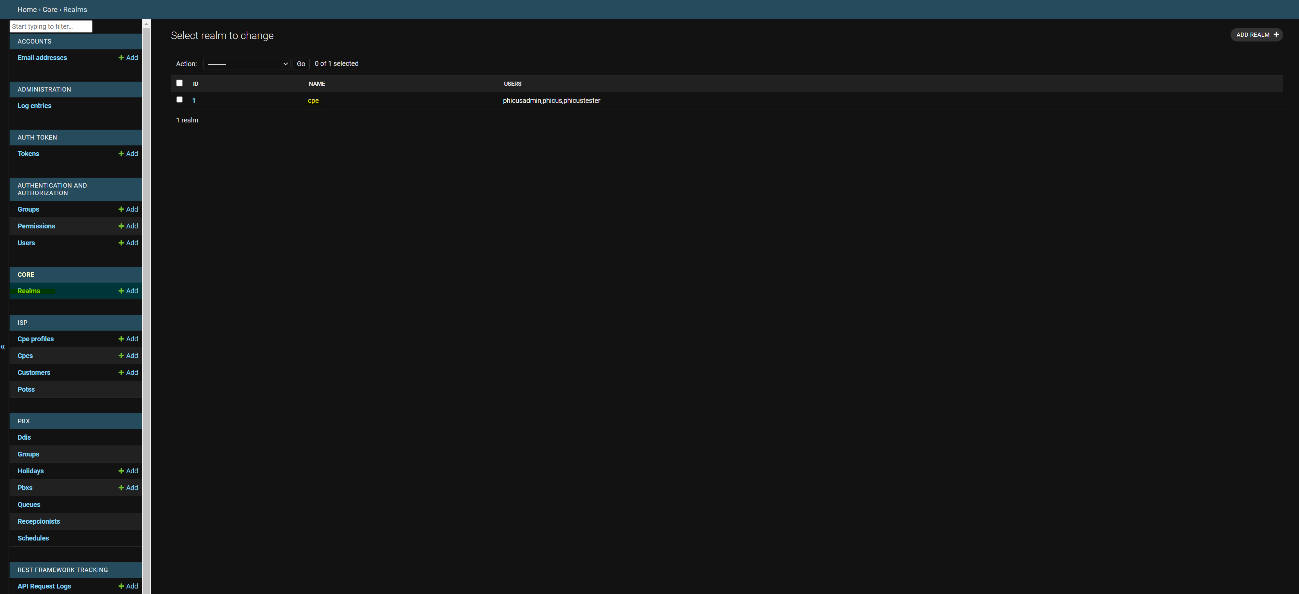 Home › Core › Realms
Start typing to filter...
ACCOUNTS
Email addresses + Add
ADMINISTRATION
Log entries
AUTH TOKEN
Tokens + Add
AUTHENTICATION AND
AUTHORIZATION
Groups + Add
Permissions + Add
Users + Add
CORE
Realms + Add
ISP
Cpe profiles + Add
Cpes + Add
Customers + Add
Potss
PBX
Ddis
Groups
Holidays + Add
Pbxs + Add
Queues
Recepcionists
Schedules
REST FRAMEWORK TRACKING
API Request Logs + Add
«
Select realm to change
ADD REALM +
Action: --------- Go 0 of 1 selected
ID NAME USERS
1 cpe phicusadmin,phicus,phicustester
1 realm